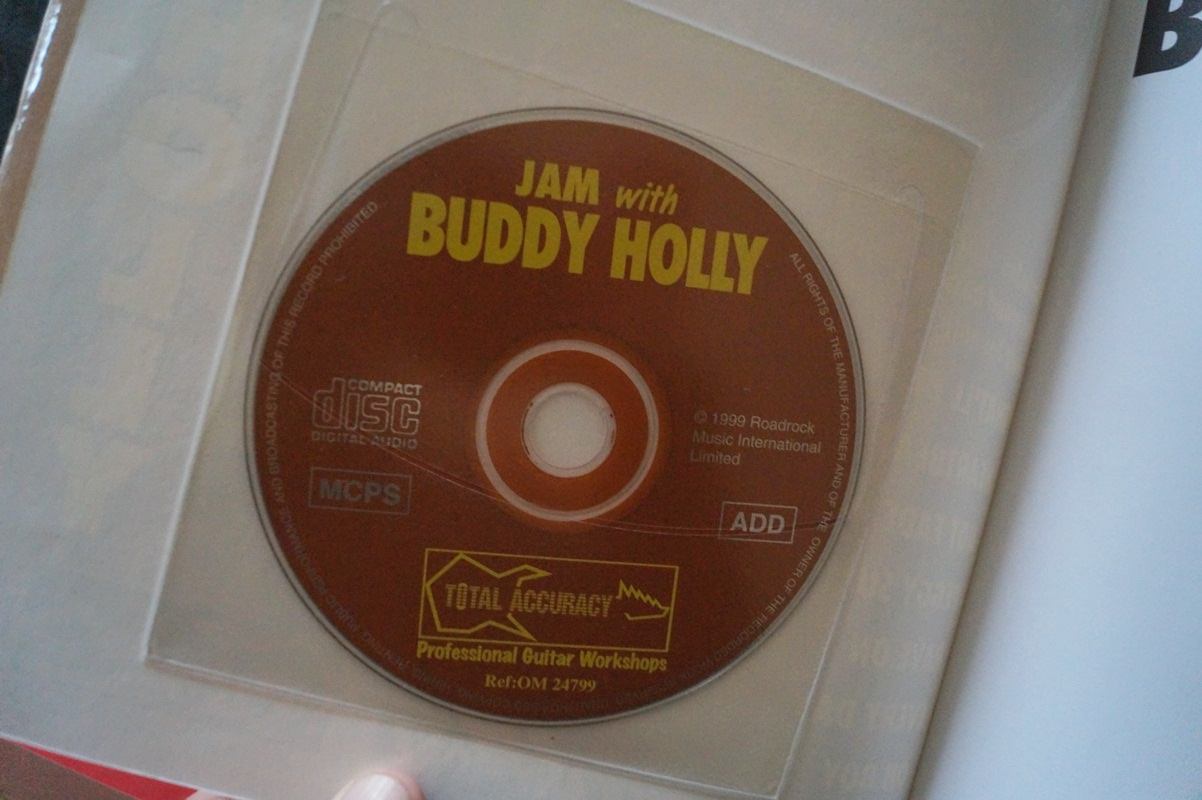 JAM with
BUDDY HOLLY
COMPACT
disc
DIGITAL AUDIO
MCPS
© 1999 Roadrock
Music International
Limited
ADD
TOTAL ACCURACY
Professional Guitar Workshops
Ref:OM 24799
ALL RIGHTS OF THE MANUFACTURER AND OF THE OWNER OF THE RECORDED
AND BROADCASTING OF THIS RECORD PROHIBITED
B